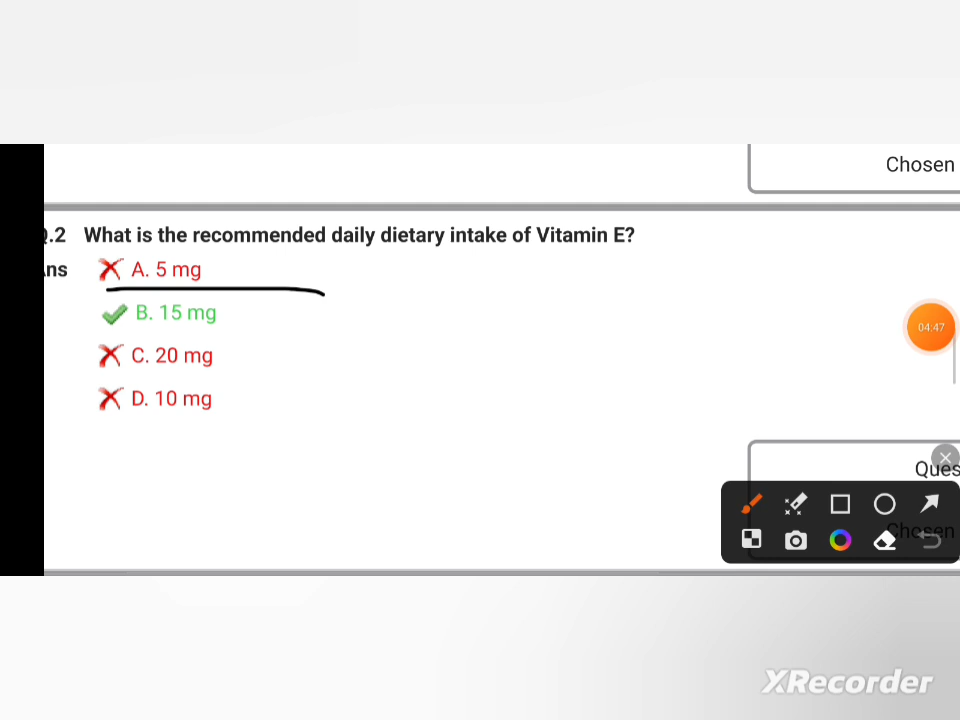 Chosen
.2 What is the recommended daily dietary intake of Vitamin E?
ns A. 5 mg
B. 15 mg
04:47
C. 20 mg
D. 10 mg
Ques
Chosen
XRecorder